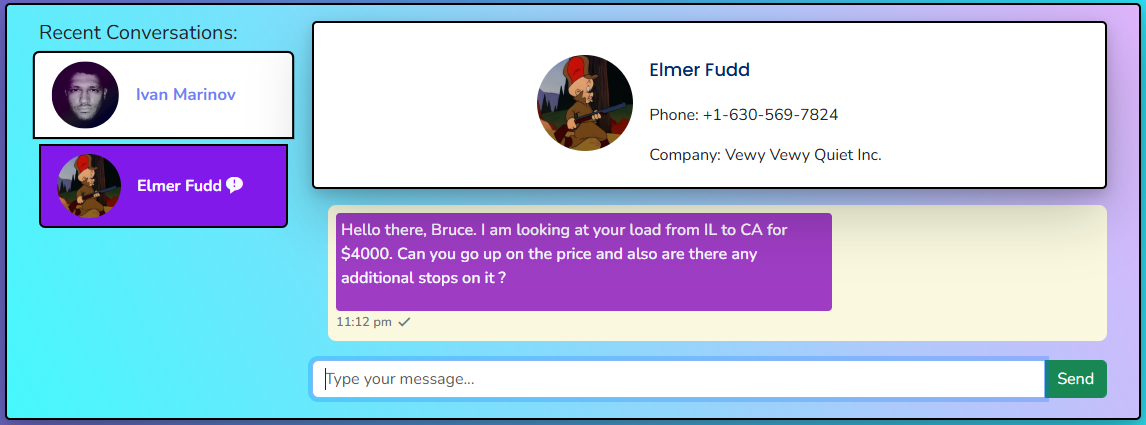 Recent Conversations:
Ivan Marinov
Elmer Fudd
Elmer Fudd
Phone: +1-630-569-7824
Company: Vewy Vewy Quiet Inc.
Hello there, Bruce. I am looking at your load from IL to CA for
$4000. Can you go up on the price and also are there any
additional stops on it ?
11:12 pm
Type your message...
Send